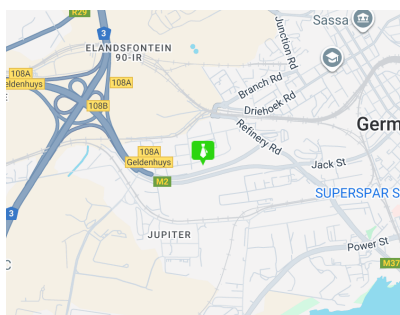 R29
Sassa
3
ELANDSFONTEIN
90-IR
Junction Rd
108A
Geldenhuys
108A
Branch Rd
108B
Driehoek Rd
Germ
Refinery Rd
108A
Geldenhuys
Jack St
M2
SUPERSPAR S
3
JUPITER
Power St
C
M37